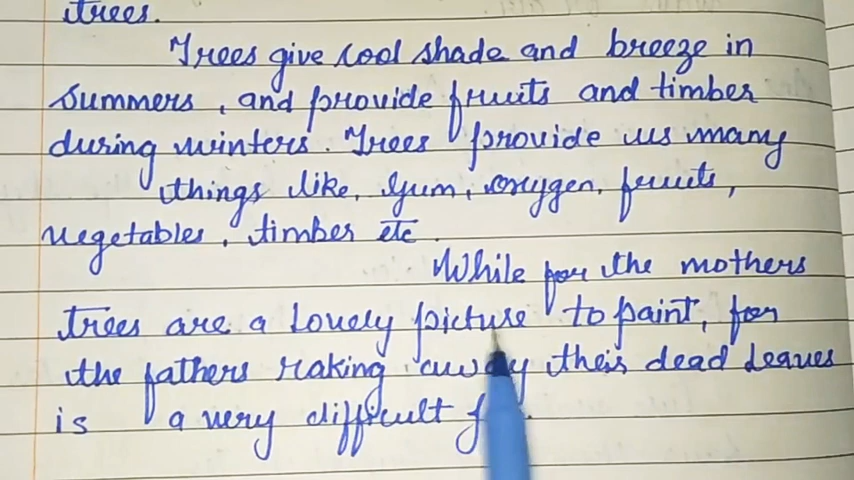 trees.
Trees give cool shade and breeze in
summers, and provide fruits and timber
during winters. Trees provide us many
things like, Gum, oxygen, fruits,
vegetables, timber etc.
While for the mothers
trees are a lovely picture to paint, for
the fathers raking away their dead leaves
is a very difficult